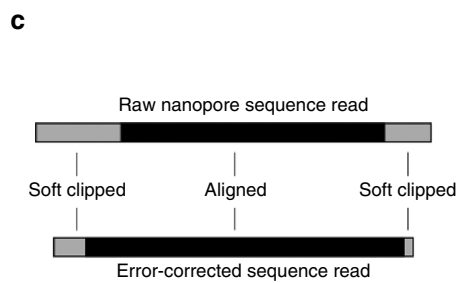 c
Raw nanopore sequence read
Soft clipped Aligned Soft clipped
Error-corrected sequence read